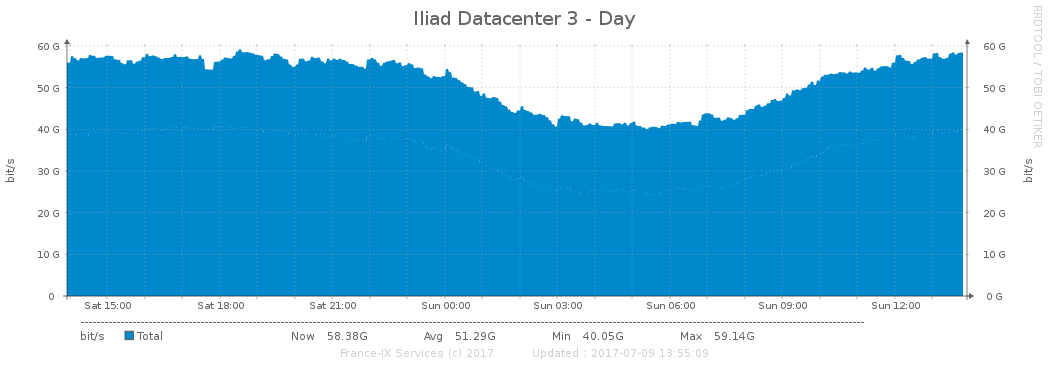 Iliad Datacenter 3 - Day
RRDTOOL / TOBI OETIKER
60 G 60 G
50 G 50 G
40 G 40 G
30 G 30 G
20 G 20 G
10 G 10 G
0 0 G
bit/s bit/s
Sat 15:00 Sat 18:00 Sat 21:00 Sun 00:00 Sun 03:00 Sun 06:00 Sun 09:00 Sun 12:00
bit/s Total Now 58.38G Avg 51.29G Min 40.05G Max 59.14G
France-IX Services (c) 2017 Updated : 2017-07-09 13:55:09